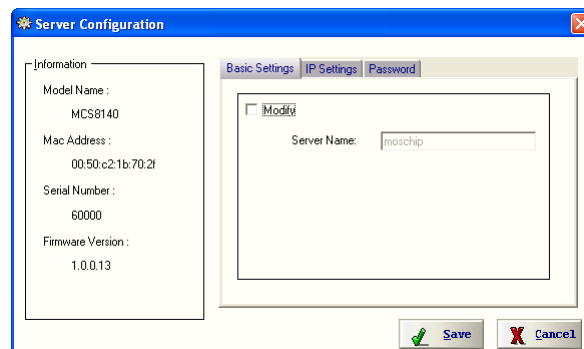 Server Configuration
Information
Model Name :
MCS8140
Mac Address :
00:50:c2:1b:70:2f
Serial Number :
60000
Firmware Version :
1.0.0.13
Basic Settings
IP Settings
Password
Modify
Server Name:
moschip
Save
Cancel